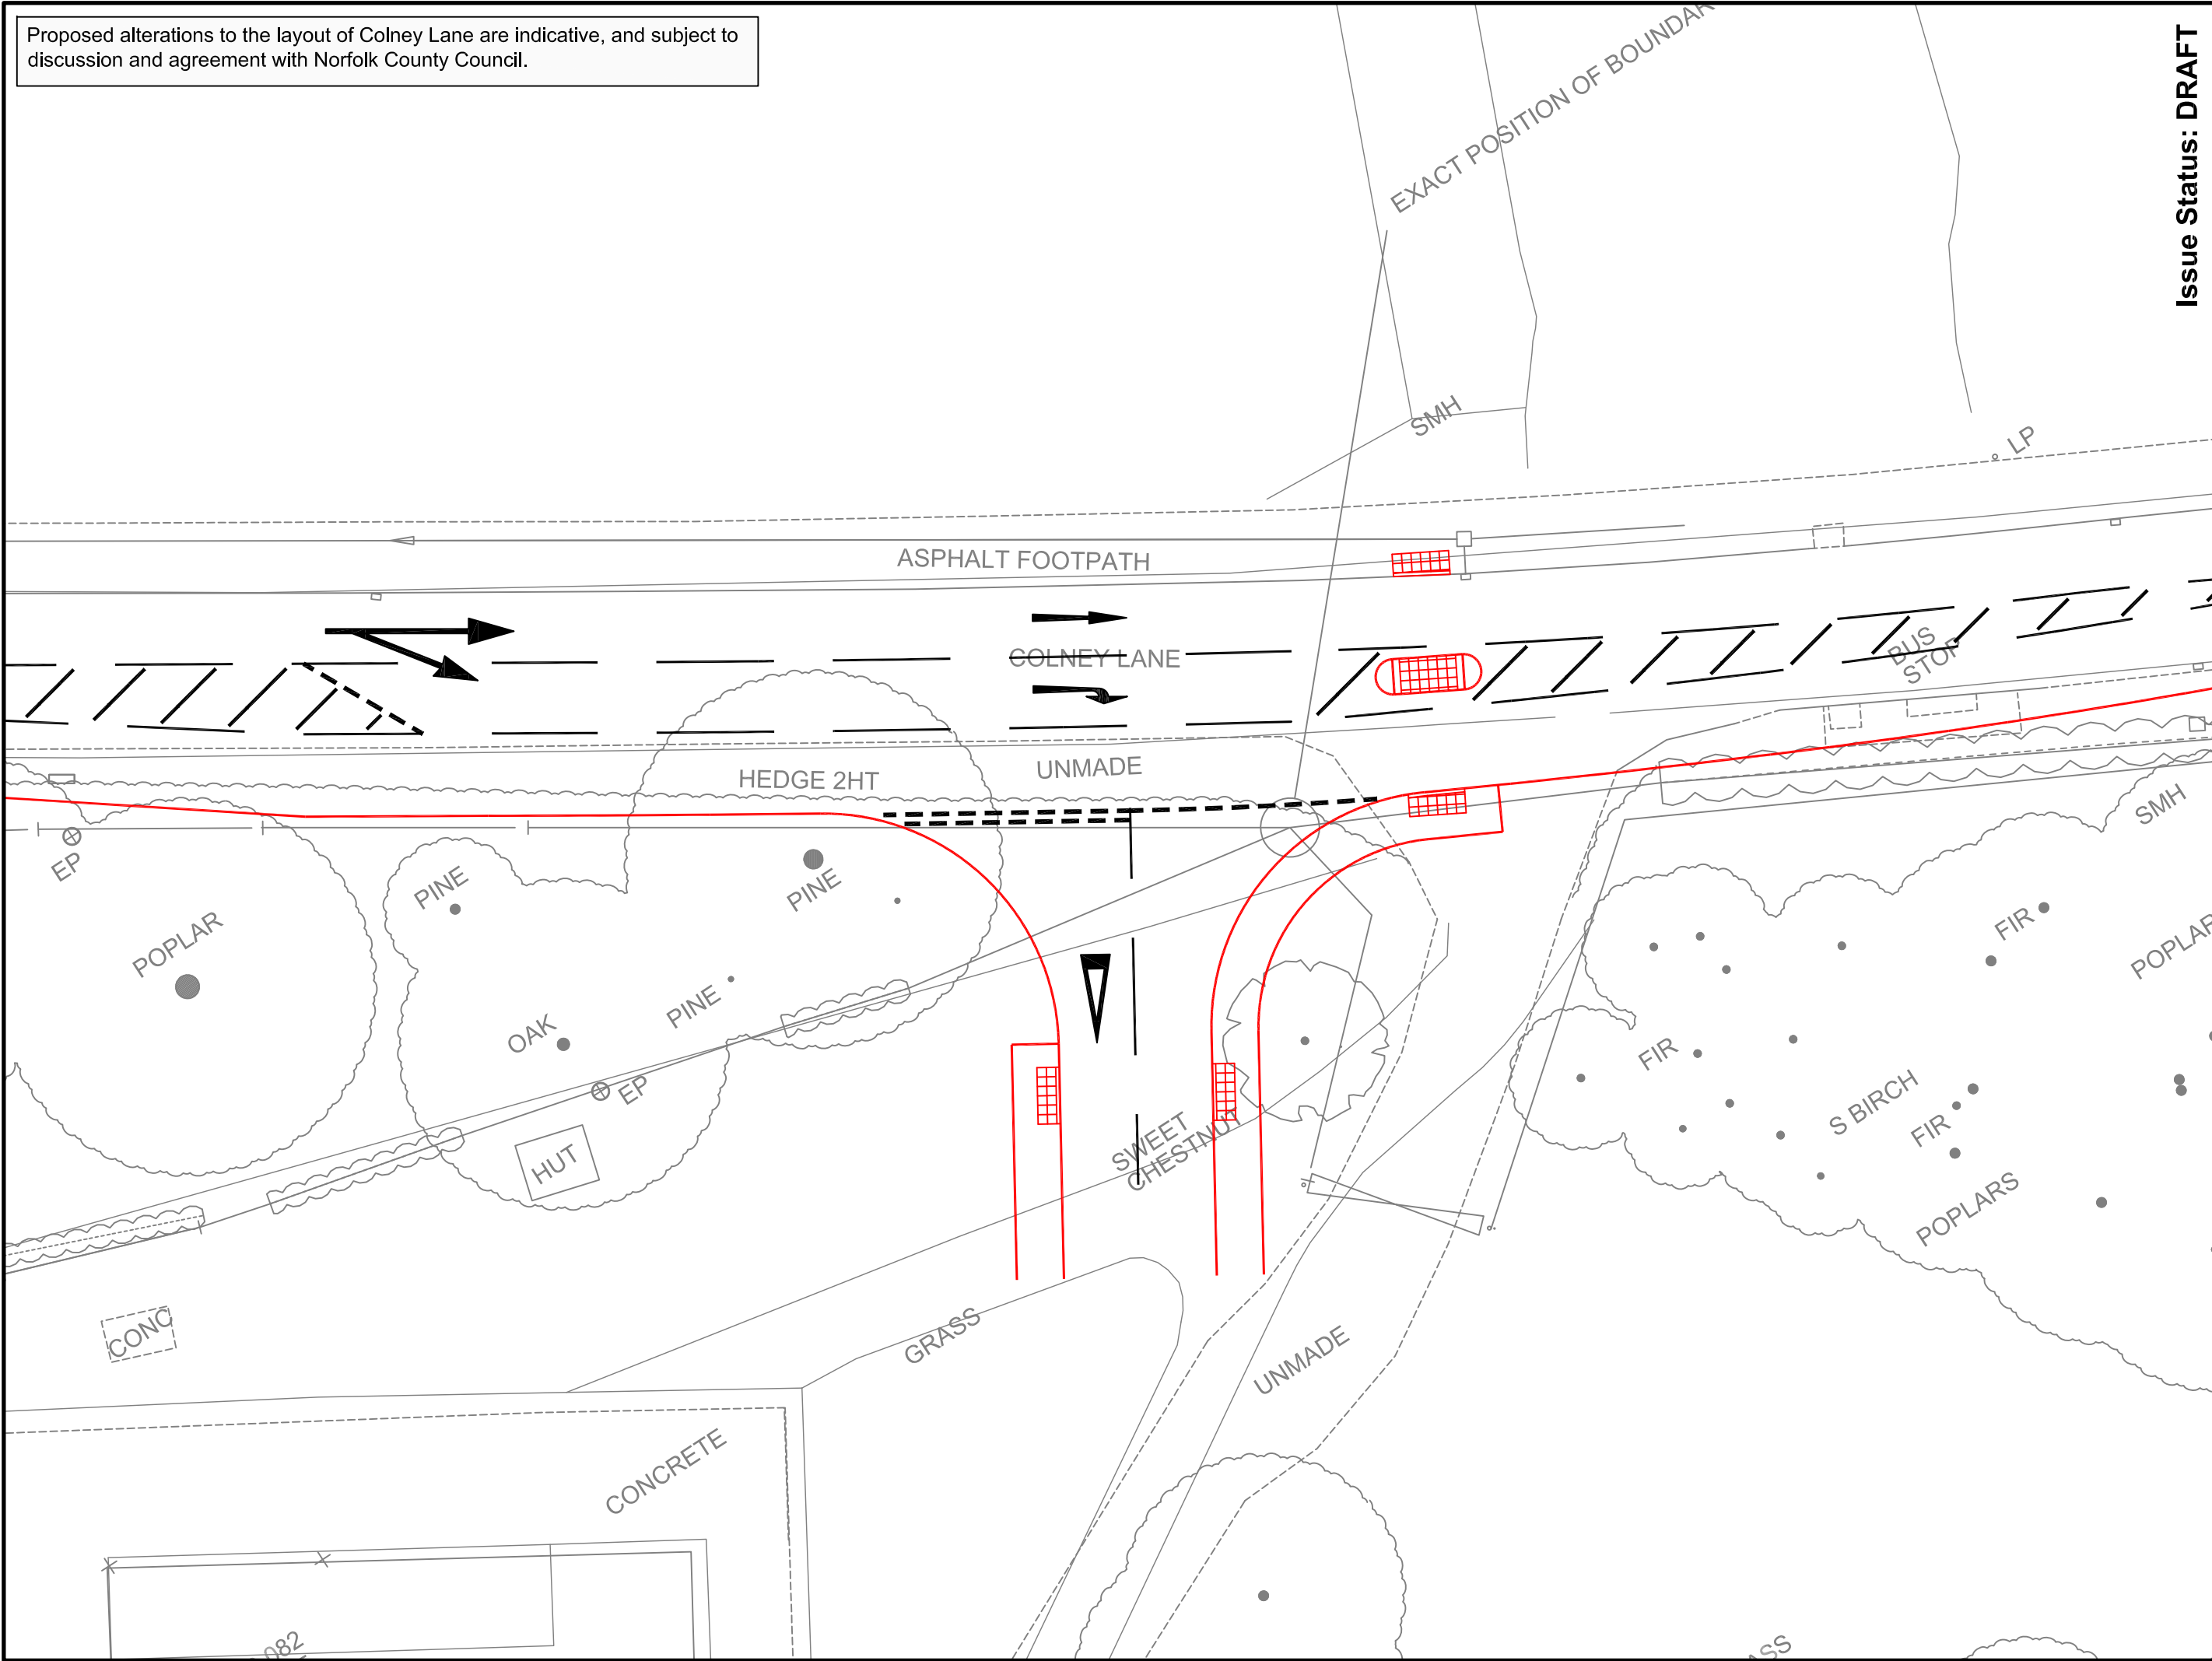 Proposed alterations to the layout of Colney Lane are indicative, and subject to
discussion and agreement with Norfolk County Council.
Issue Status: DRAFT
EXACT POSITION OF BOUNDAR
SMH
LP
ASPHALT FOOTPATH
COLNEY LANE
BUS
STOP
HEDGE 2HT
UNMADE
SMH
EP
PINE
PINE
POPLAR
FIR
POPLAR
OAK
PINE
EP
FIR
S BIRCH
FIR
HUT
SWEET
CHESTNUT
POPLARS
CONC
GRASS
UNMADE
CONCRETE
082
ASS